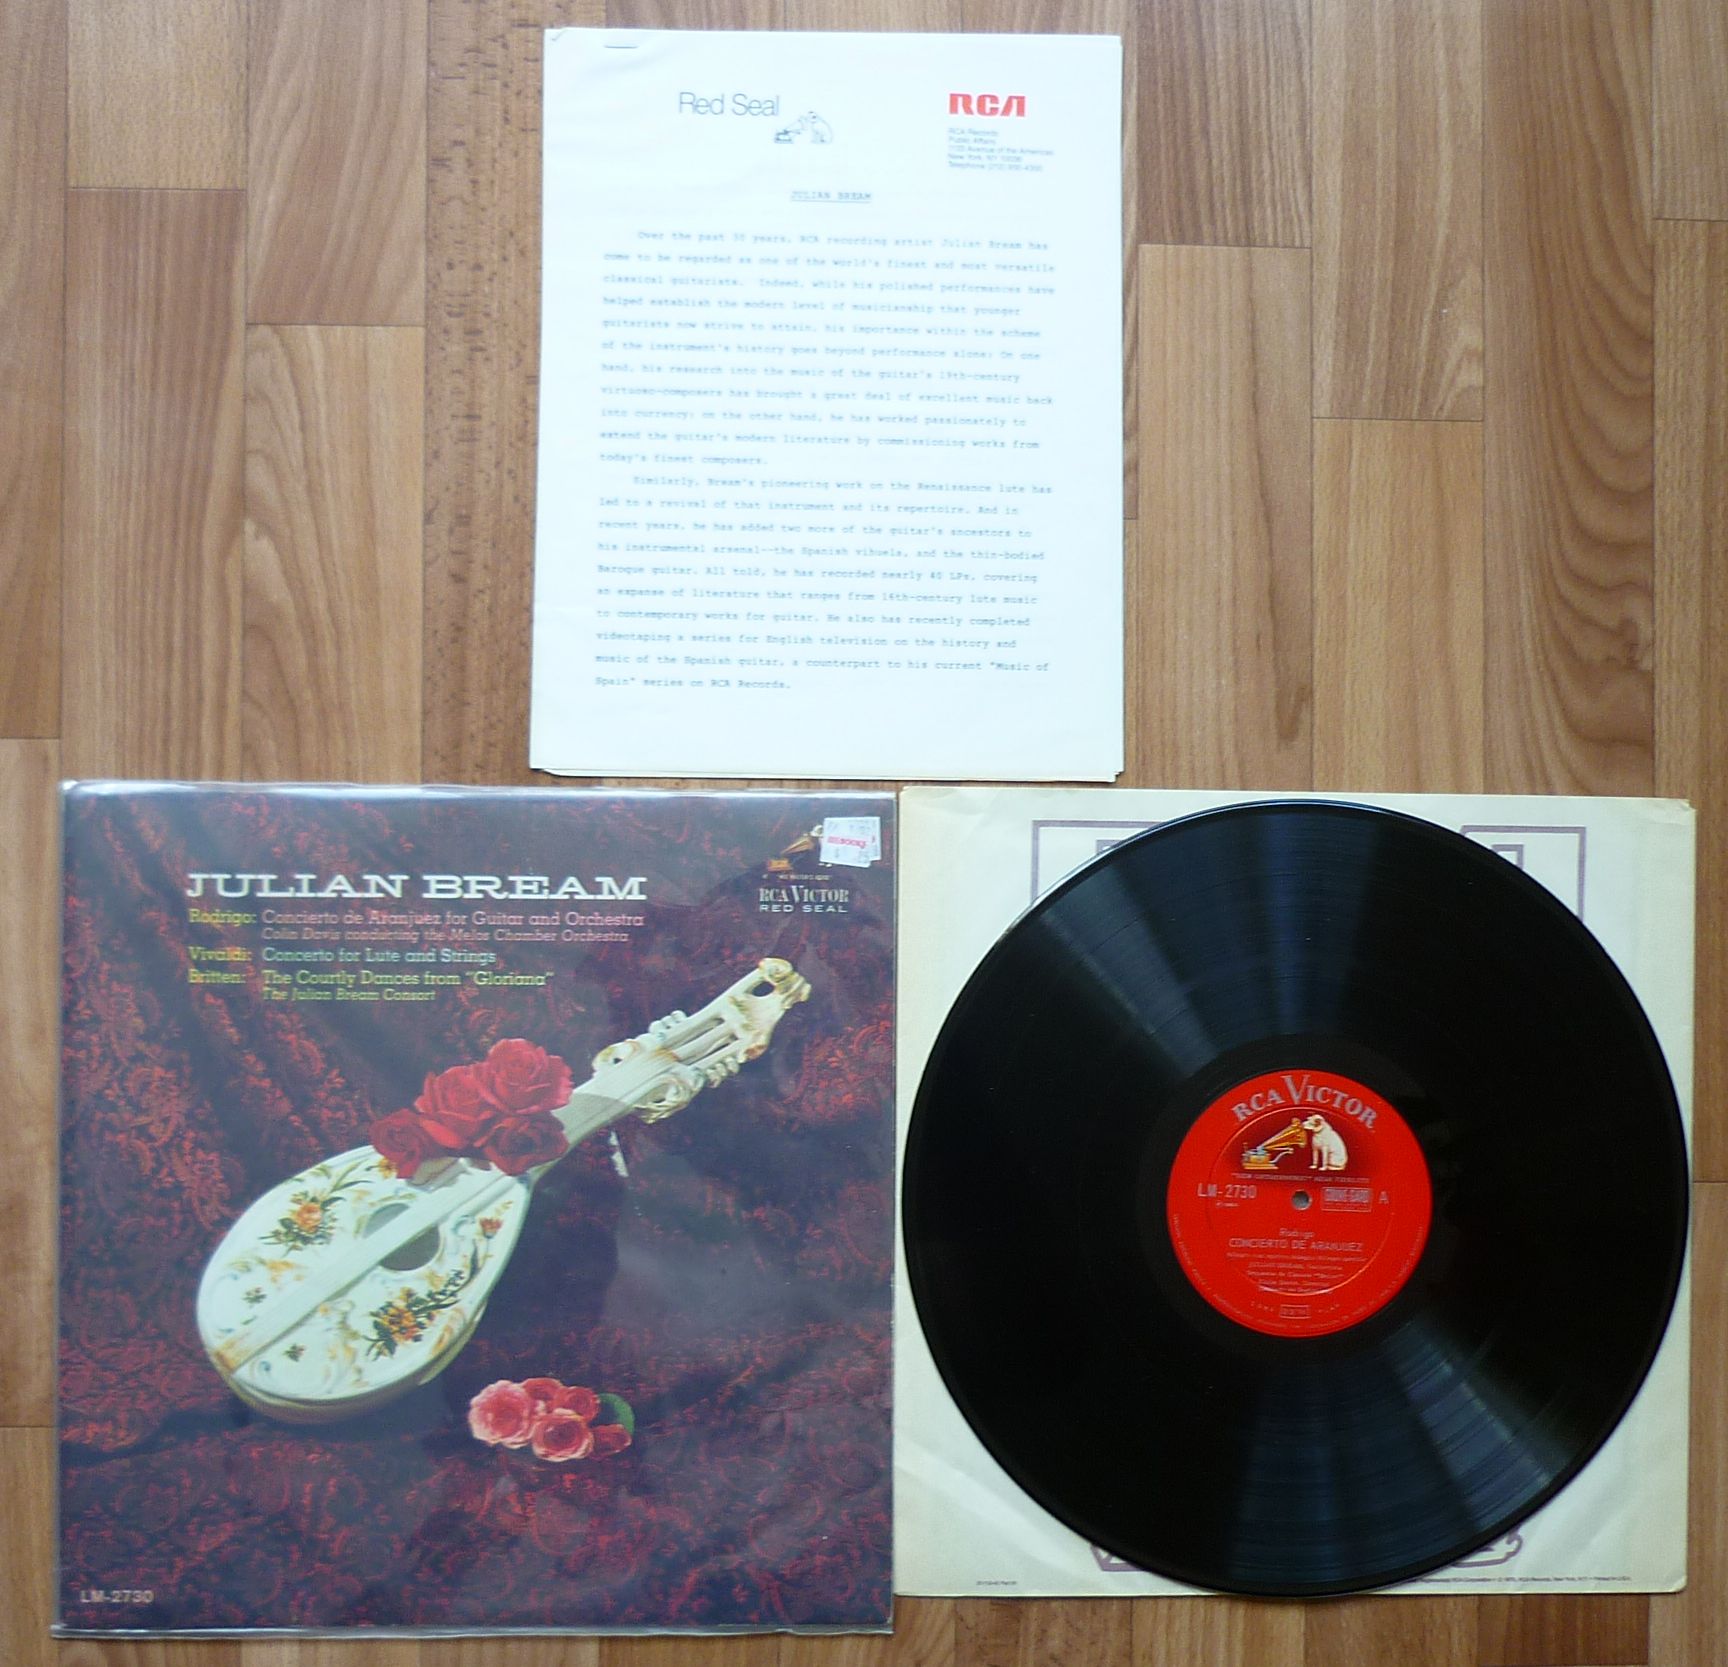 Red Seal
RCA
RCA Records
Public Affairs
1133 Avenue of the Americas
New York, NY 10036
JULIAN BREAM
Over the past 30 years, RCA recording artist Julian Bream has
come to be regarded as one of the world's finest and most versatile
classical guitarists. Indeed, while his polished performances have
helped establish the modern level of musicianship that younger
guitarists now strive to attain, his importance within the scheme
of the instrument's history goes beyond performance alone: On one
hand, his research into the music of the guitar's 19th-century
virtuoso-composers has brought a great deal of excellent music back
into currency; on the other hand, he has worked passionately to
extend the guitar's modern literature by commissioning works from
today's finest composers.
Similarly, Bream's pioneering work on the Renaissance lute has
led to a revival of that instrument and its repertoire. And in
recent years, he has added two more of the guitar's ancestors to
his instrumental arsenal--the Spanish vihuela, and the thin-bodied
Baroque guitar. All told, he has recorded nearly 40 LPs, covering
an expanse of literature that ranges from 16th-century lute music
to contemporary works for guitar. He also has recently completed
videotaping a series for English television on the history and
music of the Spanish guitar, a counterpart to his current "Music of
Spain" series on RCA Records.
JULIAN BREAM
Rodrigo: Concierto de Aranjuez for Guitar and Orchestra
Colin Davis conducting the Melos Chamber Orchestra
Vivaldi: Concerto for Lute and Strings
Britten: The Courtly Dances from "Gloriana"
The Julian Bream Consort
RCA VICTOR
RED SEAL
LM-2730
RCA VICTOR
LM-2730
A
Rodrigo
CONCIERTO DE ARANJUEZ
JULIAN BREAM,